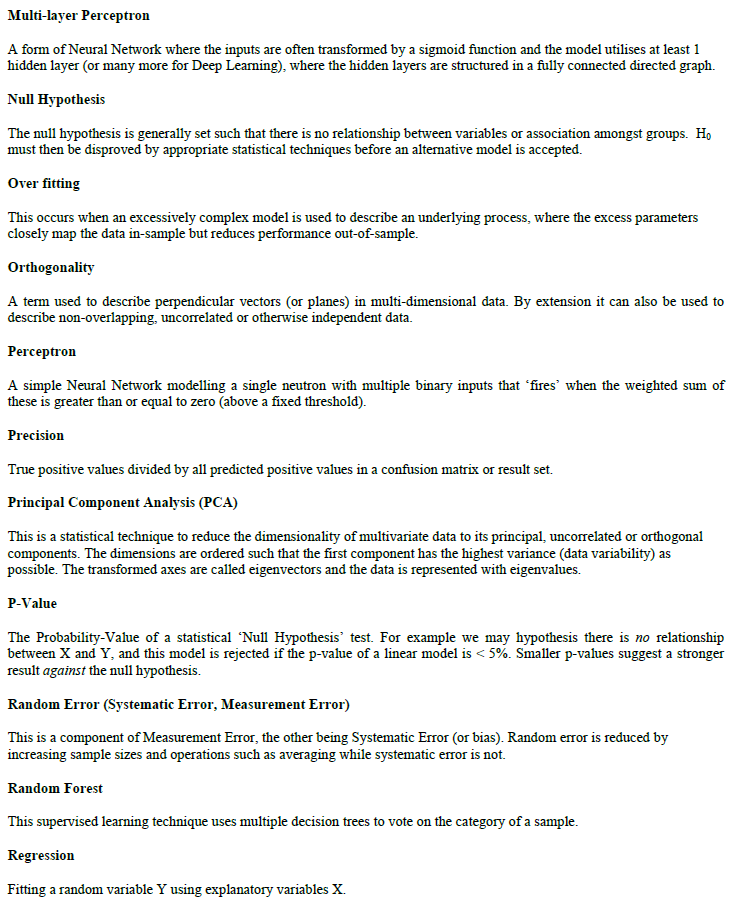 Multi-layer Perceptron
A form of Neural Network where the inputs are often transformed by a sigmoid function and the model utilises at least 1
hidden layer (or many more for Deep Learning), where the hidden layers are structured in a fully connected directed graph.
Null Hypothesis
The null hypothesis is generally set such that there is no relationship between variables or association amongst groups. H₀
must then be disproved by appropriate statistical techniques before an alternative model is accepted.
Over fitting
This occurs when an excessively complex model is used to describe an underlying process, where the excess parameters
closely map the data in-sample but reduces performance out-of-sample.
Orthogonality
A term used to describe perpendicular vectors (or planes) in multi-dimensional data. By extension it can also be used to
describe non-overlapping, uncorrelated or otherwise independent data.
Perceptron
A simple Neural Network modelling a single neutron with multiple binary inputs that ‘fires’ when the weighted sum of
these is greater than or equal to zero (above a fixed threshold).
Precision
True positive values divided by all predicted positive values in a confusion matrix or result set.
Principal Component Analysis (PCA)
This is a statistical technique to reduce the dimensionality of multivariate data to its principal, uncorrelated or orthogonal
components. The dimensions are ordered such that the first component has the highest variance (data variability) as
possible. The transformed axes are called eigenvectors and the data is represented with eigenvalues.
P-Value
The Probability-Value of a statistical ‘Null Hypothesis’ test. For example we may hypothesis there is no relationship
between X and Y, and this model is rejected if the p-value of a linear model is < 5%. Smaller p-values suggest a stronger
result against the null hypothesis.
Random Error (Systematic Error, Measurement Error)
This is a component of Measurement Error, the other being Systematic Error (or bias). Random error is reduced by
increasing sample sizes and operations such as averaging while systematic error is not.
Random Forest
This supervised learning technique uses multiple decision trees to vote on the category of a sample.
Regression
Fitting a random variable Y using explanatory variables X.